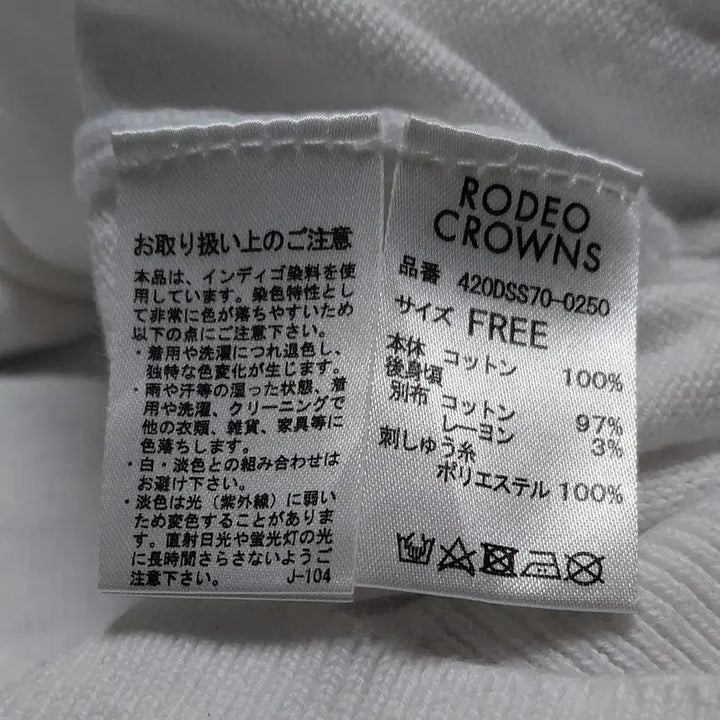 お取り扱い上のご注意
本品は、インディゴ染料を使
用しています。染色特性とし
て非常に色が落ちやすいため
以下の点にご注意下さい。
・着用や洗濯につれ退色し、
独特な色変化が生じます。
・雨や汗等の湿った状態、着
用や洗濯、クリーニングで
他の衣類、雑貨、家具等に
色落ちします。
・白・淡色との組み合わせは
お避け下さい。
・淡色は光（紫外線）に弱い
ため変色することがありま
す。直射日光や蛍光灯の光
に長時間さらさないようご
注意下さい。 J-104
RODEO
CROWNS
品番 420DSS70-0250
サイズ FREE
本体 コットン 100%
後身頃
別布 コットン 97%
レーヨン 3%
刺しゅう糸
ポリエステル 100%